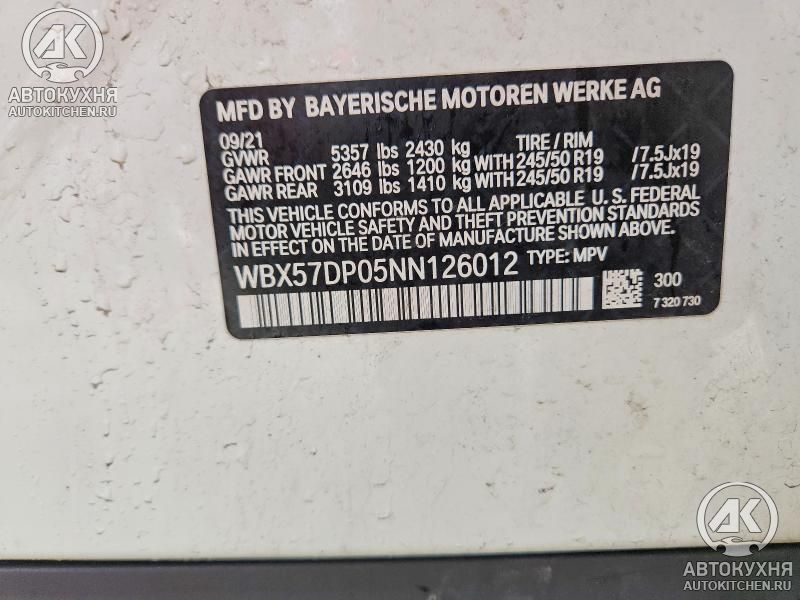 АК
АВТОКУХНЯ
AUTOKITCHEN.RU
АК
АВТОКУХНЯ
AUTOKITCHEN.RU
MFD BY BAYERISCHE MOTOREN WERKE AG
09/21
TIRE / RIM
GVWR 5357 lbs 2430 kg
GAWR FRONT 2646 lbs 1200 kg WITH 245/50 R19 /7.5Jx19
GAWR REAR 3109 lbs 1410 kg WITH 245/50 R19 /7.5Jx19
THIS VEHICLE CONFORMS TO ALL APPLICABLE U. S. FEDERAL
MOTOR VEHICLE SAFETY AND THEFT PREVENTION STANDARDS
IN EFFECT ON THE DATE OF MANUFACTURE SHOWN ABOVE.
WBX57DP05NN126012 TYPE: MPV
300
7 320 730
АК
АВТОКУХНЯ
AUTOKITCHEN.RU